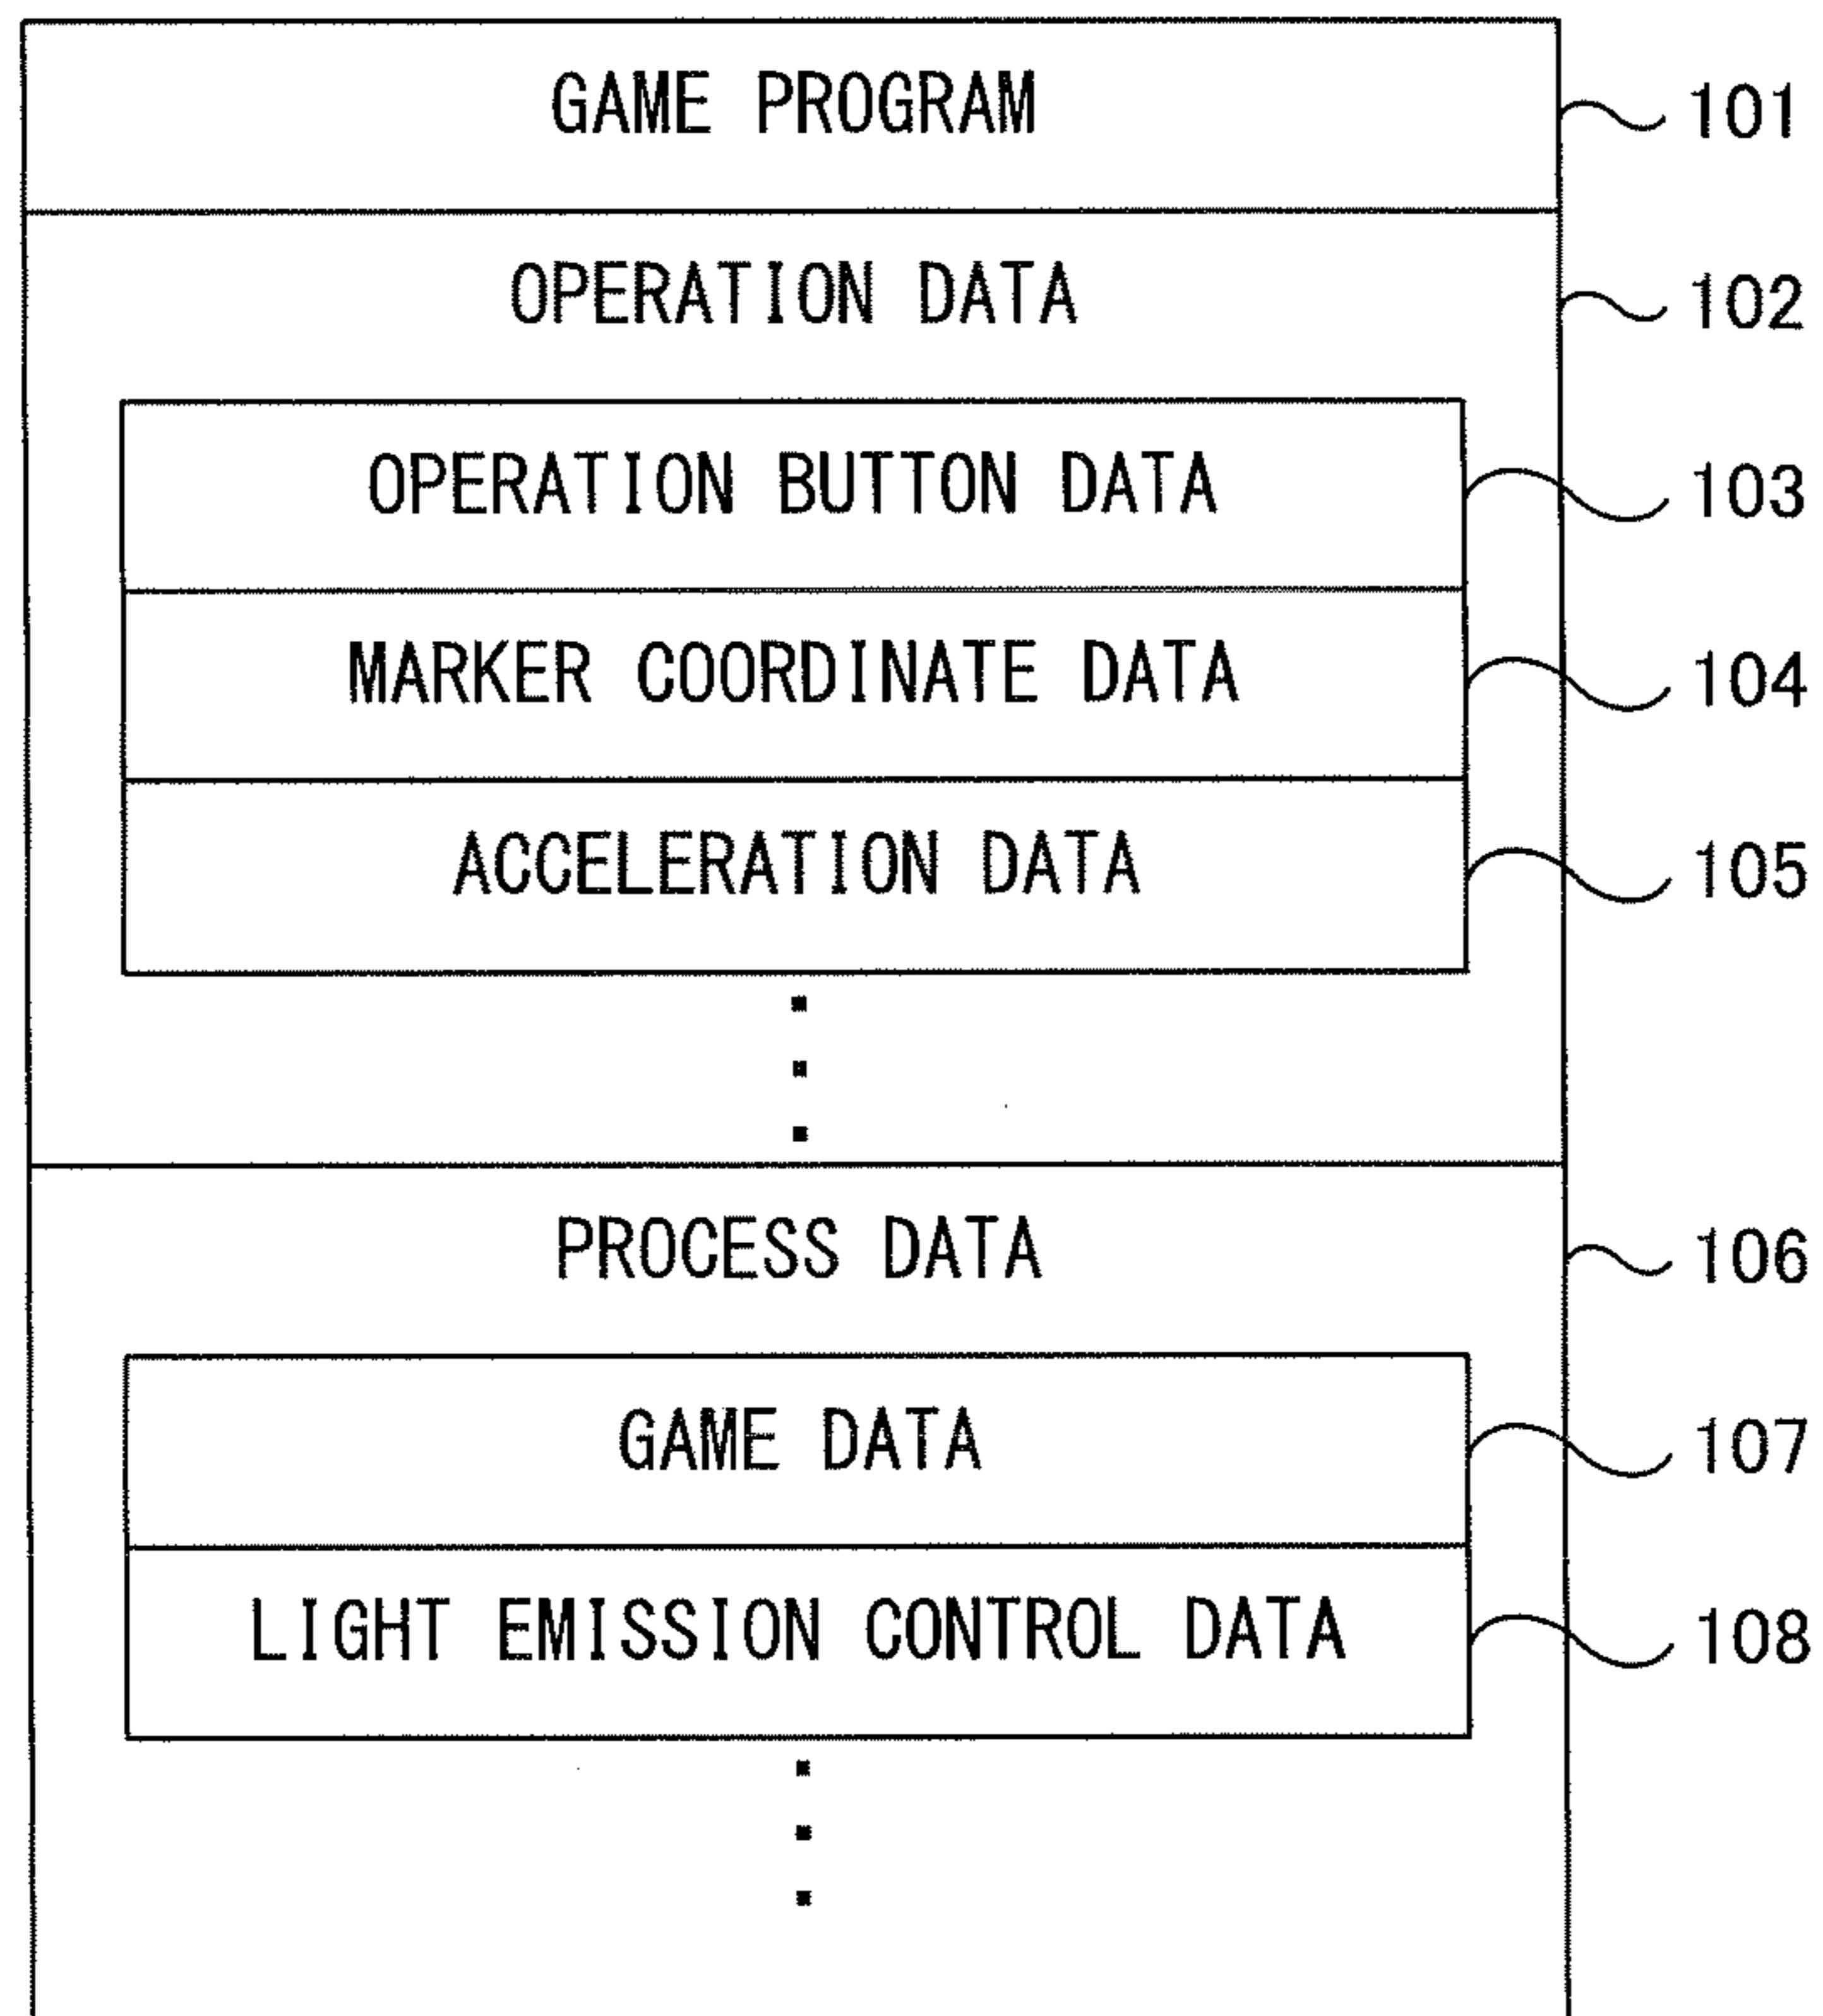 GAME PROGRAM 101
OPERATION DATA 102
OPERATION BUTTON DATA 103
MARKER COORDINATE DATA 104
ACCELERATION DATA 105
PROCESS DATA 106
GAME DATA 107
LIGHT EMISSION CONTROL DATA 108